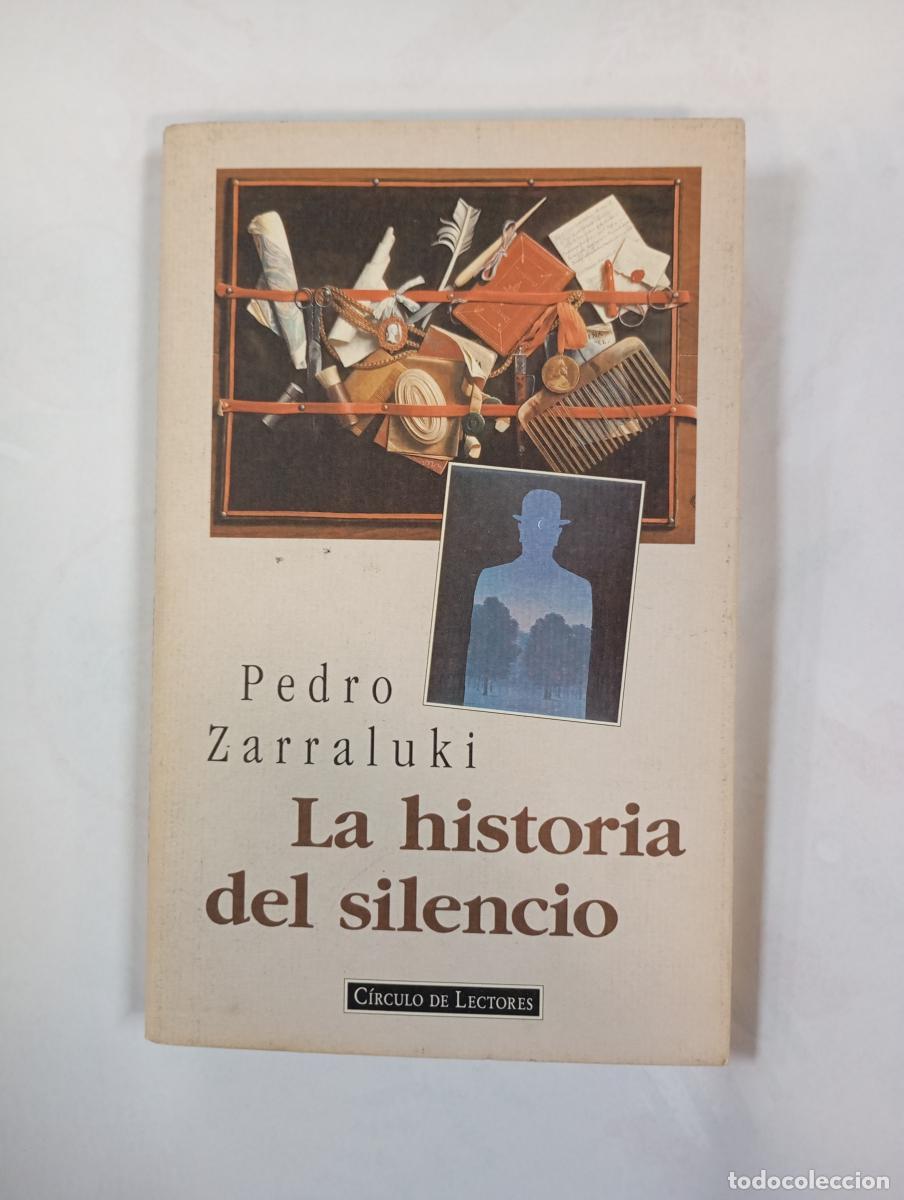 Pedro
Zarraluki
La historia
del silencio
CÍRCULO DE LECTORES
todocoleccion